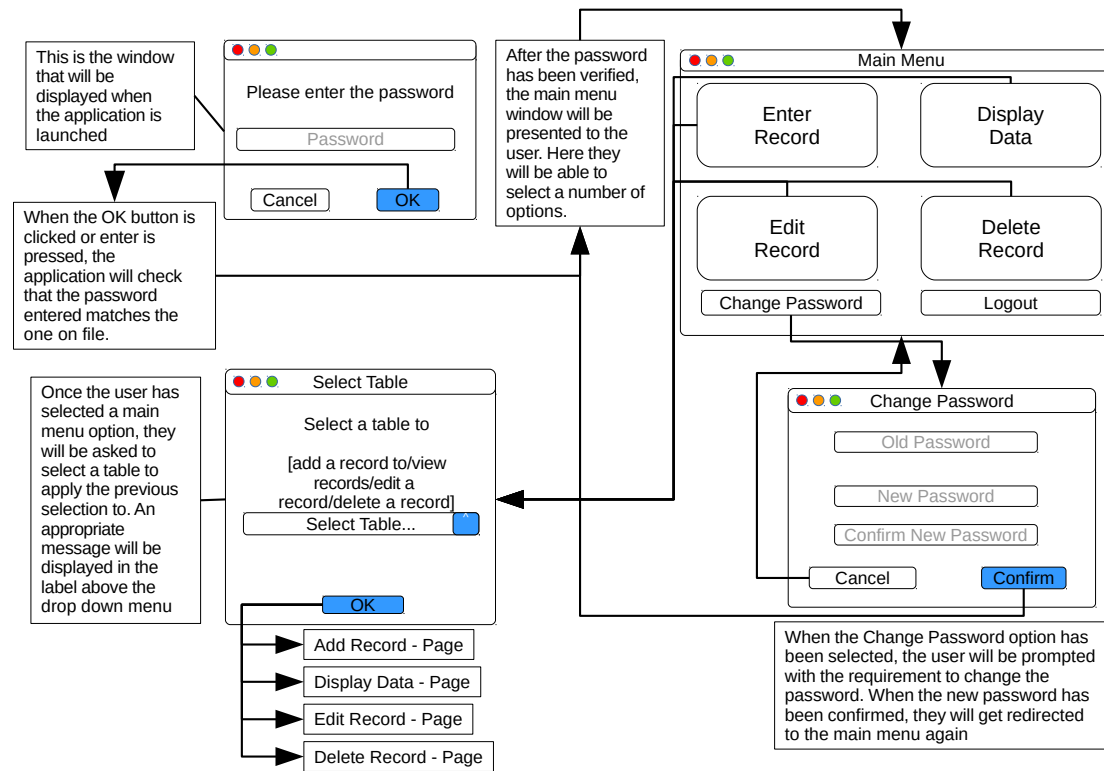 This is the window
that will be
displayed when
the application is
launched
Please enter the password
Password
Cancel
OK
When the OK button is
clicked or enter is
pressed, the
application will check
that the password
entered matches the
one on file.
After the password
has been verified,
the main menu
window will be
presented to the
user. Here they
will be able to
select a number of
options.
Main Menu
Enter
Record
Display
Data
Edit
Record
Delete
Record
Change Password
Logout
Once the user has
selected a main
menu option, they
will be asked to
select a table to
apply the previous
selection to. An
appropriate
message will be
displayed in the
label above the
drop down menu
Select Table
Select a table to
[add a record to/view
records/edit a
record/delete a record]
Select Table...
^
OK
Add Record - Page
Display Data - Page
Edit Record - Page
Delete Record - Page
Change Password
Old Password
New Password
Confirm New Password
Cancel
Confirm
When the Change Password option has
been selected, the user will be prompted
with the requirement to change the
password. When the new password has
been confirmed, they will get redirected
to the main menu again